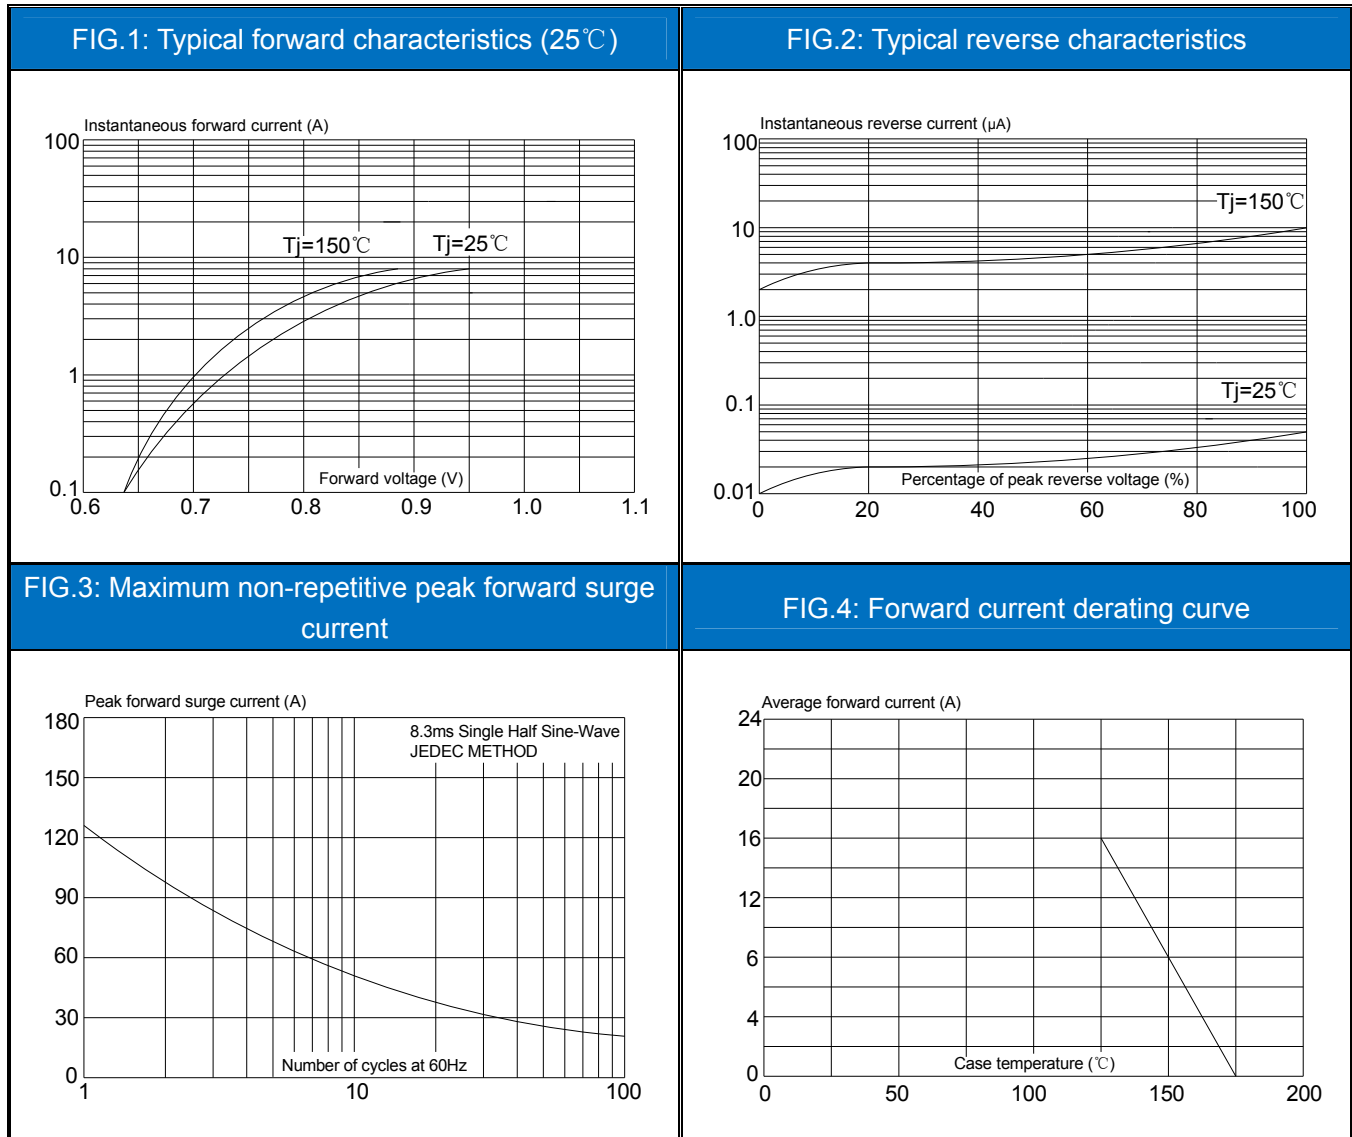 FIG.1: Typical forward characteristics (25℃)
Instantaneous forward current (A)
100
10
1
0.1
Tj=150℃
Tj=25℃
Forward voltage (V)
0.6 0.7 0.8 0.9 1.0 1.1
FIG.2: Typical reverse characteristics
Instantaneous reverse current (μA)
100
10
1.0
0.1
0.01
Tj=150℃
Tj=25℃
Percentage of peak reverse voltage (%)
0 20 40 60 80 100
FIG.3: Maximum non-repetitive peak forward surge
current
Peak forward surge current (A)
180
150
120
90
60
30
0
8.3ms Single Half Sine-Wave
JEDEC METHOD
Number of cycles at 60Hz
1 10 100
FIG.4: Forward current derating curve
Average forward current (A)
24
20
16
12
6
4
0
Case temperature (℃)
0 50 100 150 200